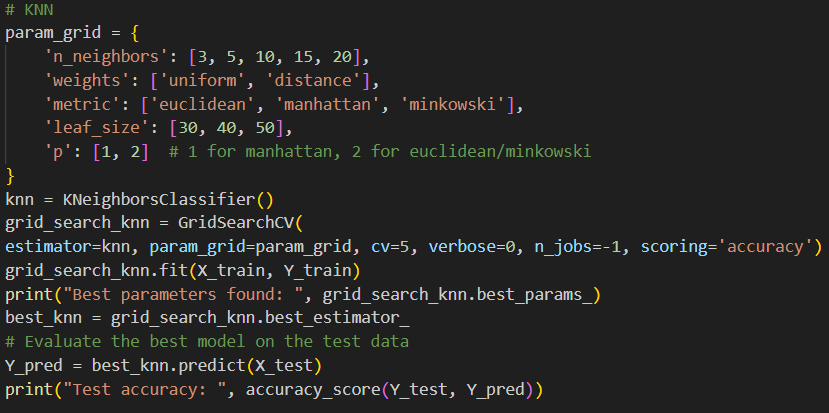 # KNN
param_grid = {
    'n_neighbors': [3, 5, 10, 15, 20],
    'weights': ['uniform', 'distance'],
    'metric': ['euclidean', 'manhattan', 'minkowski'],
    'leaf_size': [30, 40, 50],
    'p': [1, 2]  # 1 for manhattan, 2 for euclidean/minkowski
}
knn = KNeighborsClassifier()
grid_search_knn = GridSearchCV(
estimator=knn, param_grid=param_grid, cv=5, verbose=0, n_jobs=-1, scoring='accuracy')
grid_search_knn.fit(X_train, Y_train)
print("Best parameters found: ", grid_search_knn.best_params_)
best_knn = grid_search_knn.best_estimator_
# Evaluate the best model on the test data
Y_pred = best_knn.predict(X_test)
print("Test accuracy: ", accuracy_score(Y_test, Y_pred))